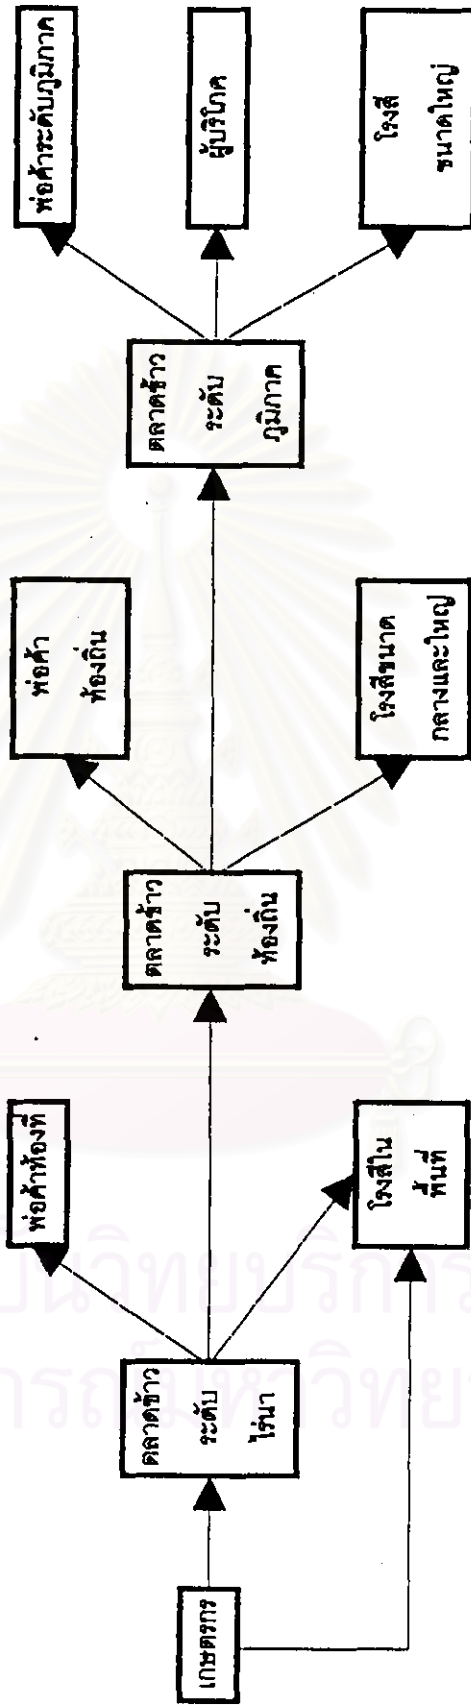 เกษตรกร
ตลาดข้าว
ระดับ
ไร่นา
พ่อค้าท้องที่
โรงสีใน
พื้นที่
ตลาดข้าว
ระดับ
ท้องถิ่น
พ่อค้า
ท้องถิ่น
โรงสีขนาด
กลางและใหญ่
ตลาดข้าว
ระดับ
ภูมิภาค
พ่อค้าระดับภูมิภาค
ผู้บริโภค
โรงสี
ขนาดใหญ่